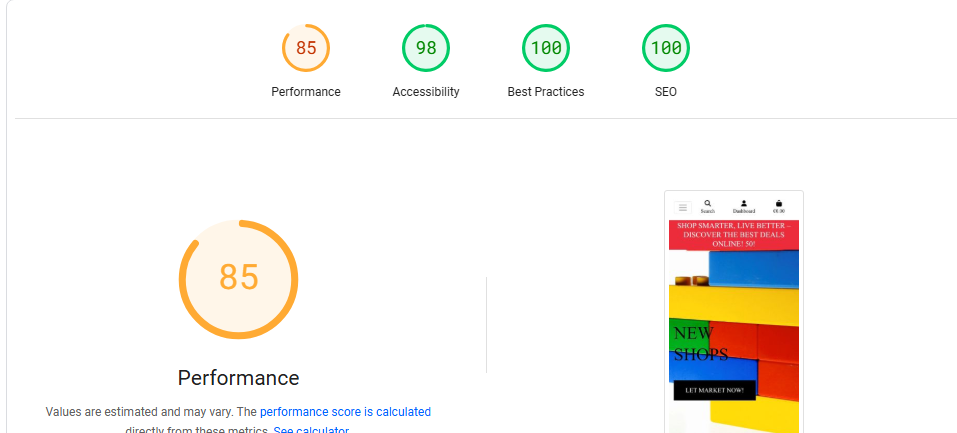 85
98
100
100
Performance
Accessibility
Best Practices
SEO
85
Performance
Values are estimated and may vary. The performance score is calculated
directly from these metrics. See calculator.
Search
Dashboard
€0.00
SHOP SMARTER, LIVE BETTER –
DISCOVER THE BEST DEALS
ONLINE! 50!
NEW
SHOPS
LET MARKET NOW!